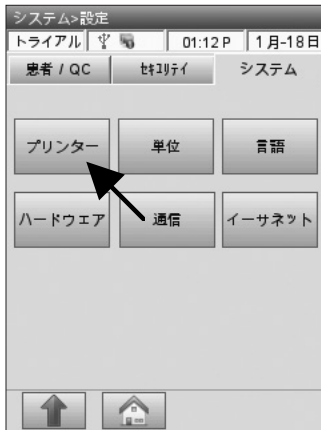 システム>設定
トライアル 01:12 P 1月-18日
患者 / QC ｾｷｭﾘﾃｨ システム
プリンター 単位 言語
ハードウェア 通信 イーサネット